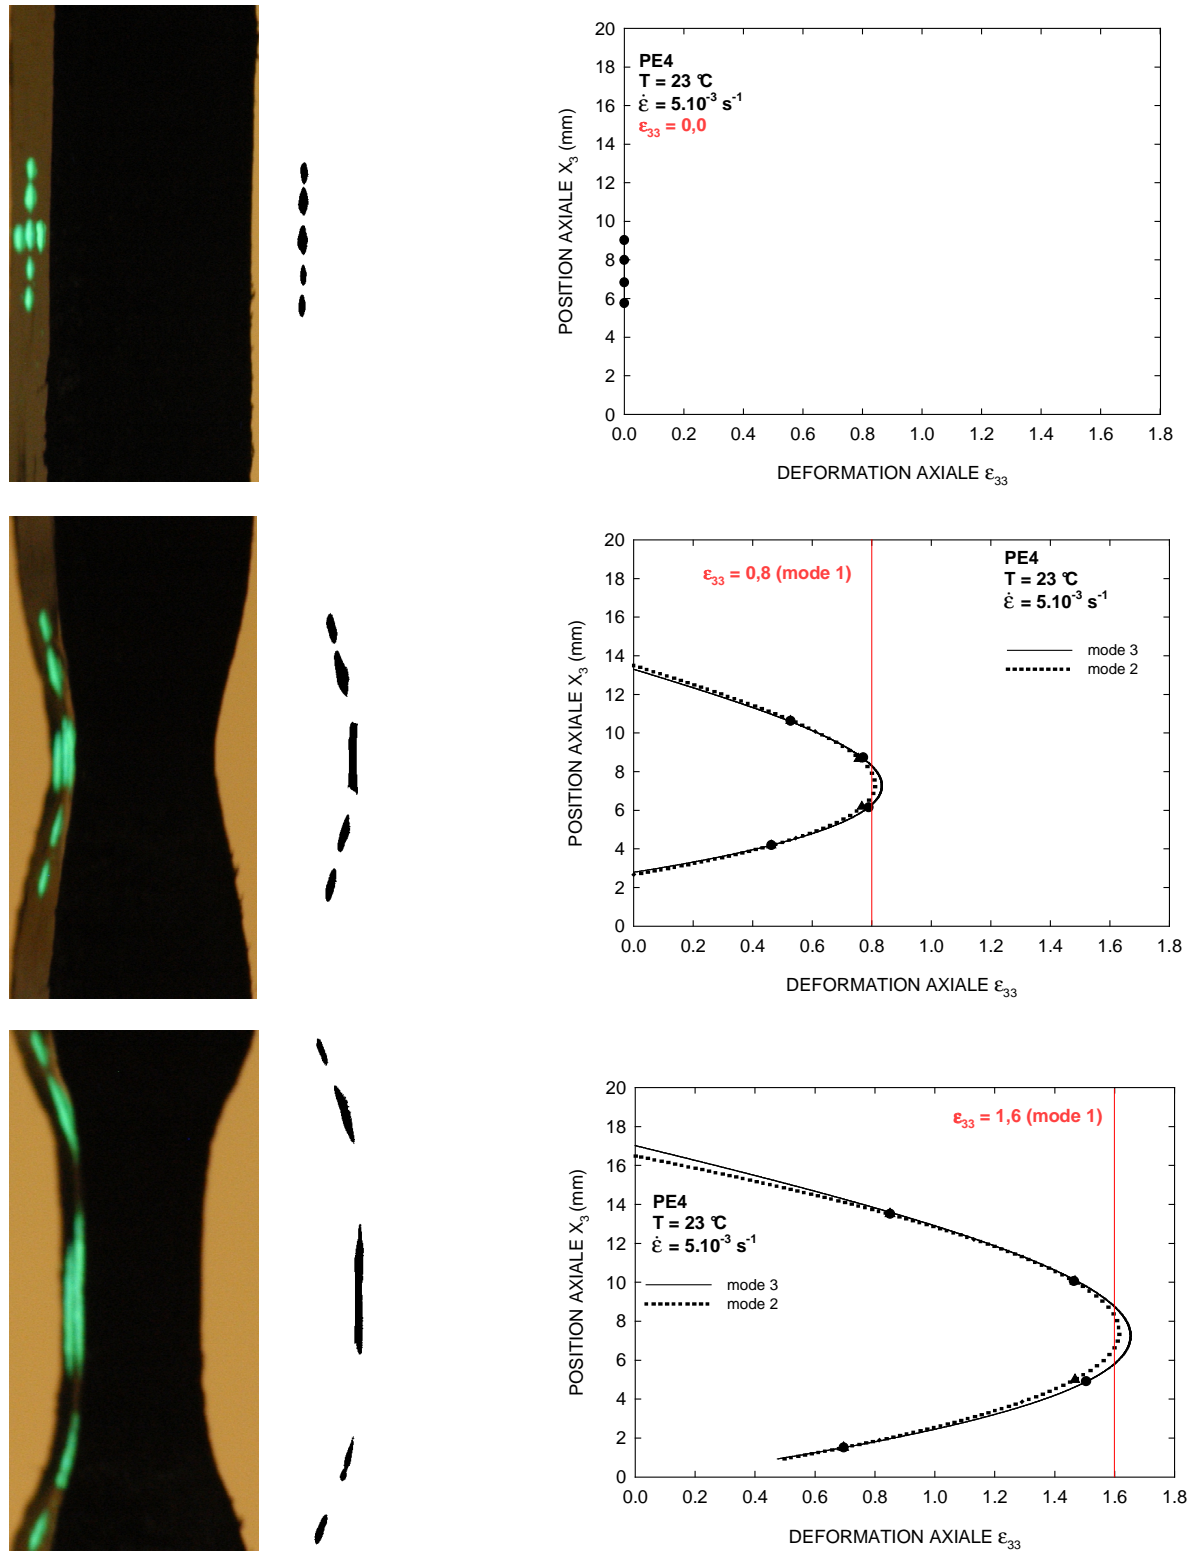 20
18
16
14
12
10
8
6
4
2
0
POSITION AXIALE X3 (mm)
PE4
T = 23 °C
ε̇ = 5.10-3 s-1
ε33 = 0,0
0.0 0.2 0.4 0.6 0.8 1.0 1.2 1.4 1.6 1.8
DEFORMATION AXIALE ε33
20
18
16
14
12
10
8
6
4
2
0
POSITION AXIALE X3 (mm)
ε33 = 0,8 (mode 1)
PE4
T = 23 °C
ε̇ = 5.10-3 s-1
mode 3
mode 2
0.0 0.2 0.4 0.6 0.8 1.0 1.2 1.4 1.6 1.8
DEFORMATION AXIALE ε33
20
18
16
14
12
10
8
6
4
2
0
POSITION AXIALE X3 (mm)
ε33 = 1,6 (mode 1)
PE4
T = 23 °C
ε̇ = 5.10-3 s-1
mode 3
mode 2
0.0 0.2 0.4 0.6 0.8 1.0 1.2 1.4 1.6 1.8
DEFORMATION AXIALE ε33